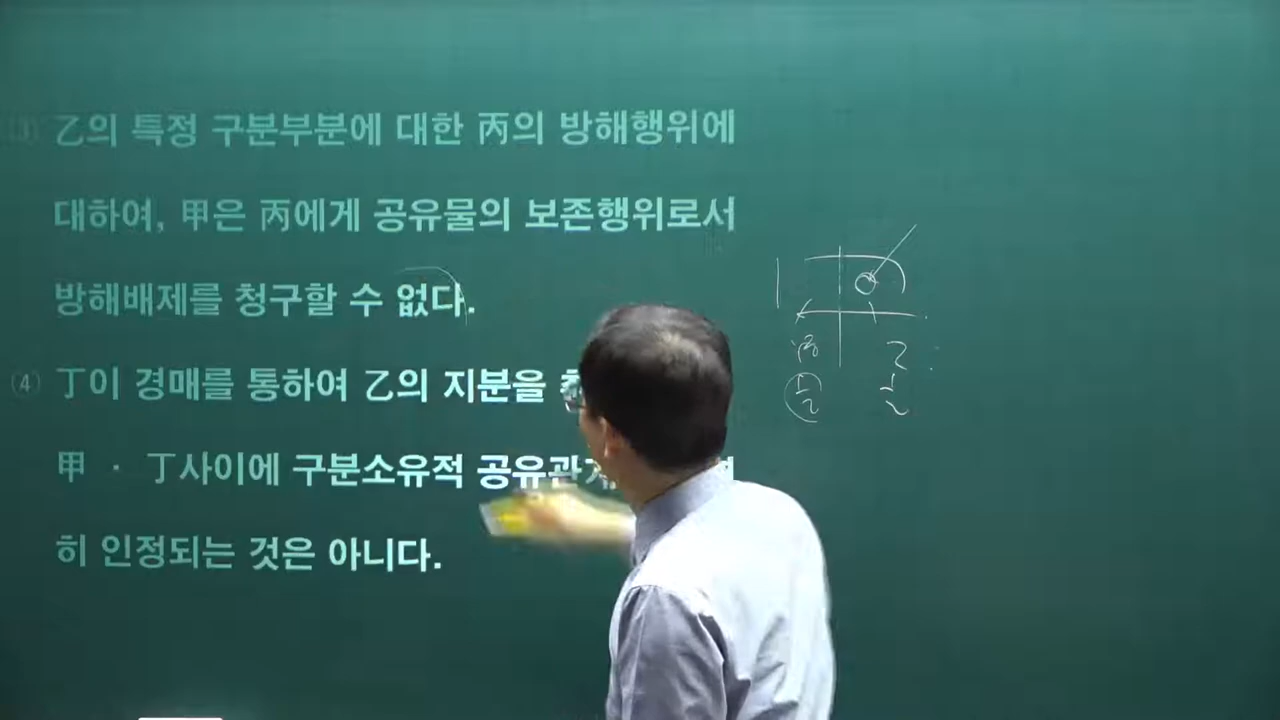 乙의 특정 구분부분에 대한 丙의 방해행위에
대하여, 甲은 丙에게 공유물의 보존행위로서
방해배제를 청구할 수 없다.
(4) 丁이 경매를 통하여 乙의 지분을
甲 · 丁사이에 구분소유적 공유관
히 인정되는 것은 아니다.
1/2 1/2